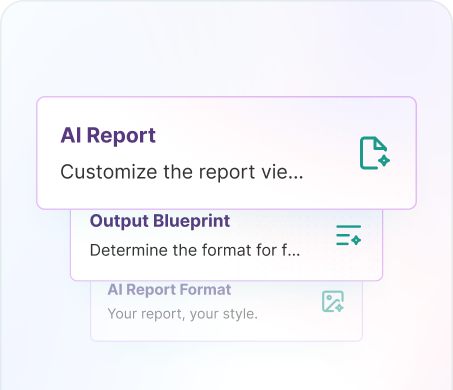 AI Report
Customize the report vie...
Output Blueprint
Determine the format for f...
AI Report Format
Your report, your style.